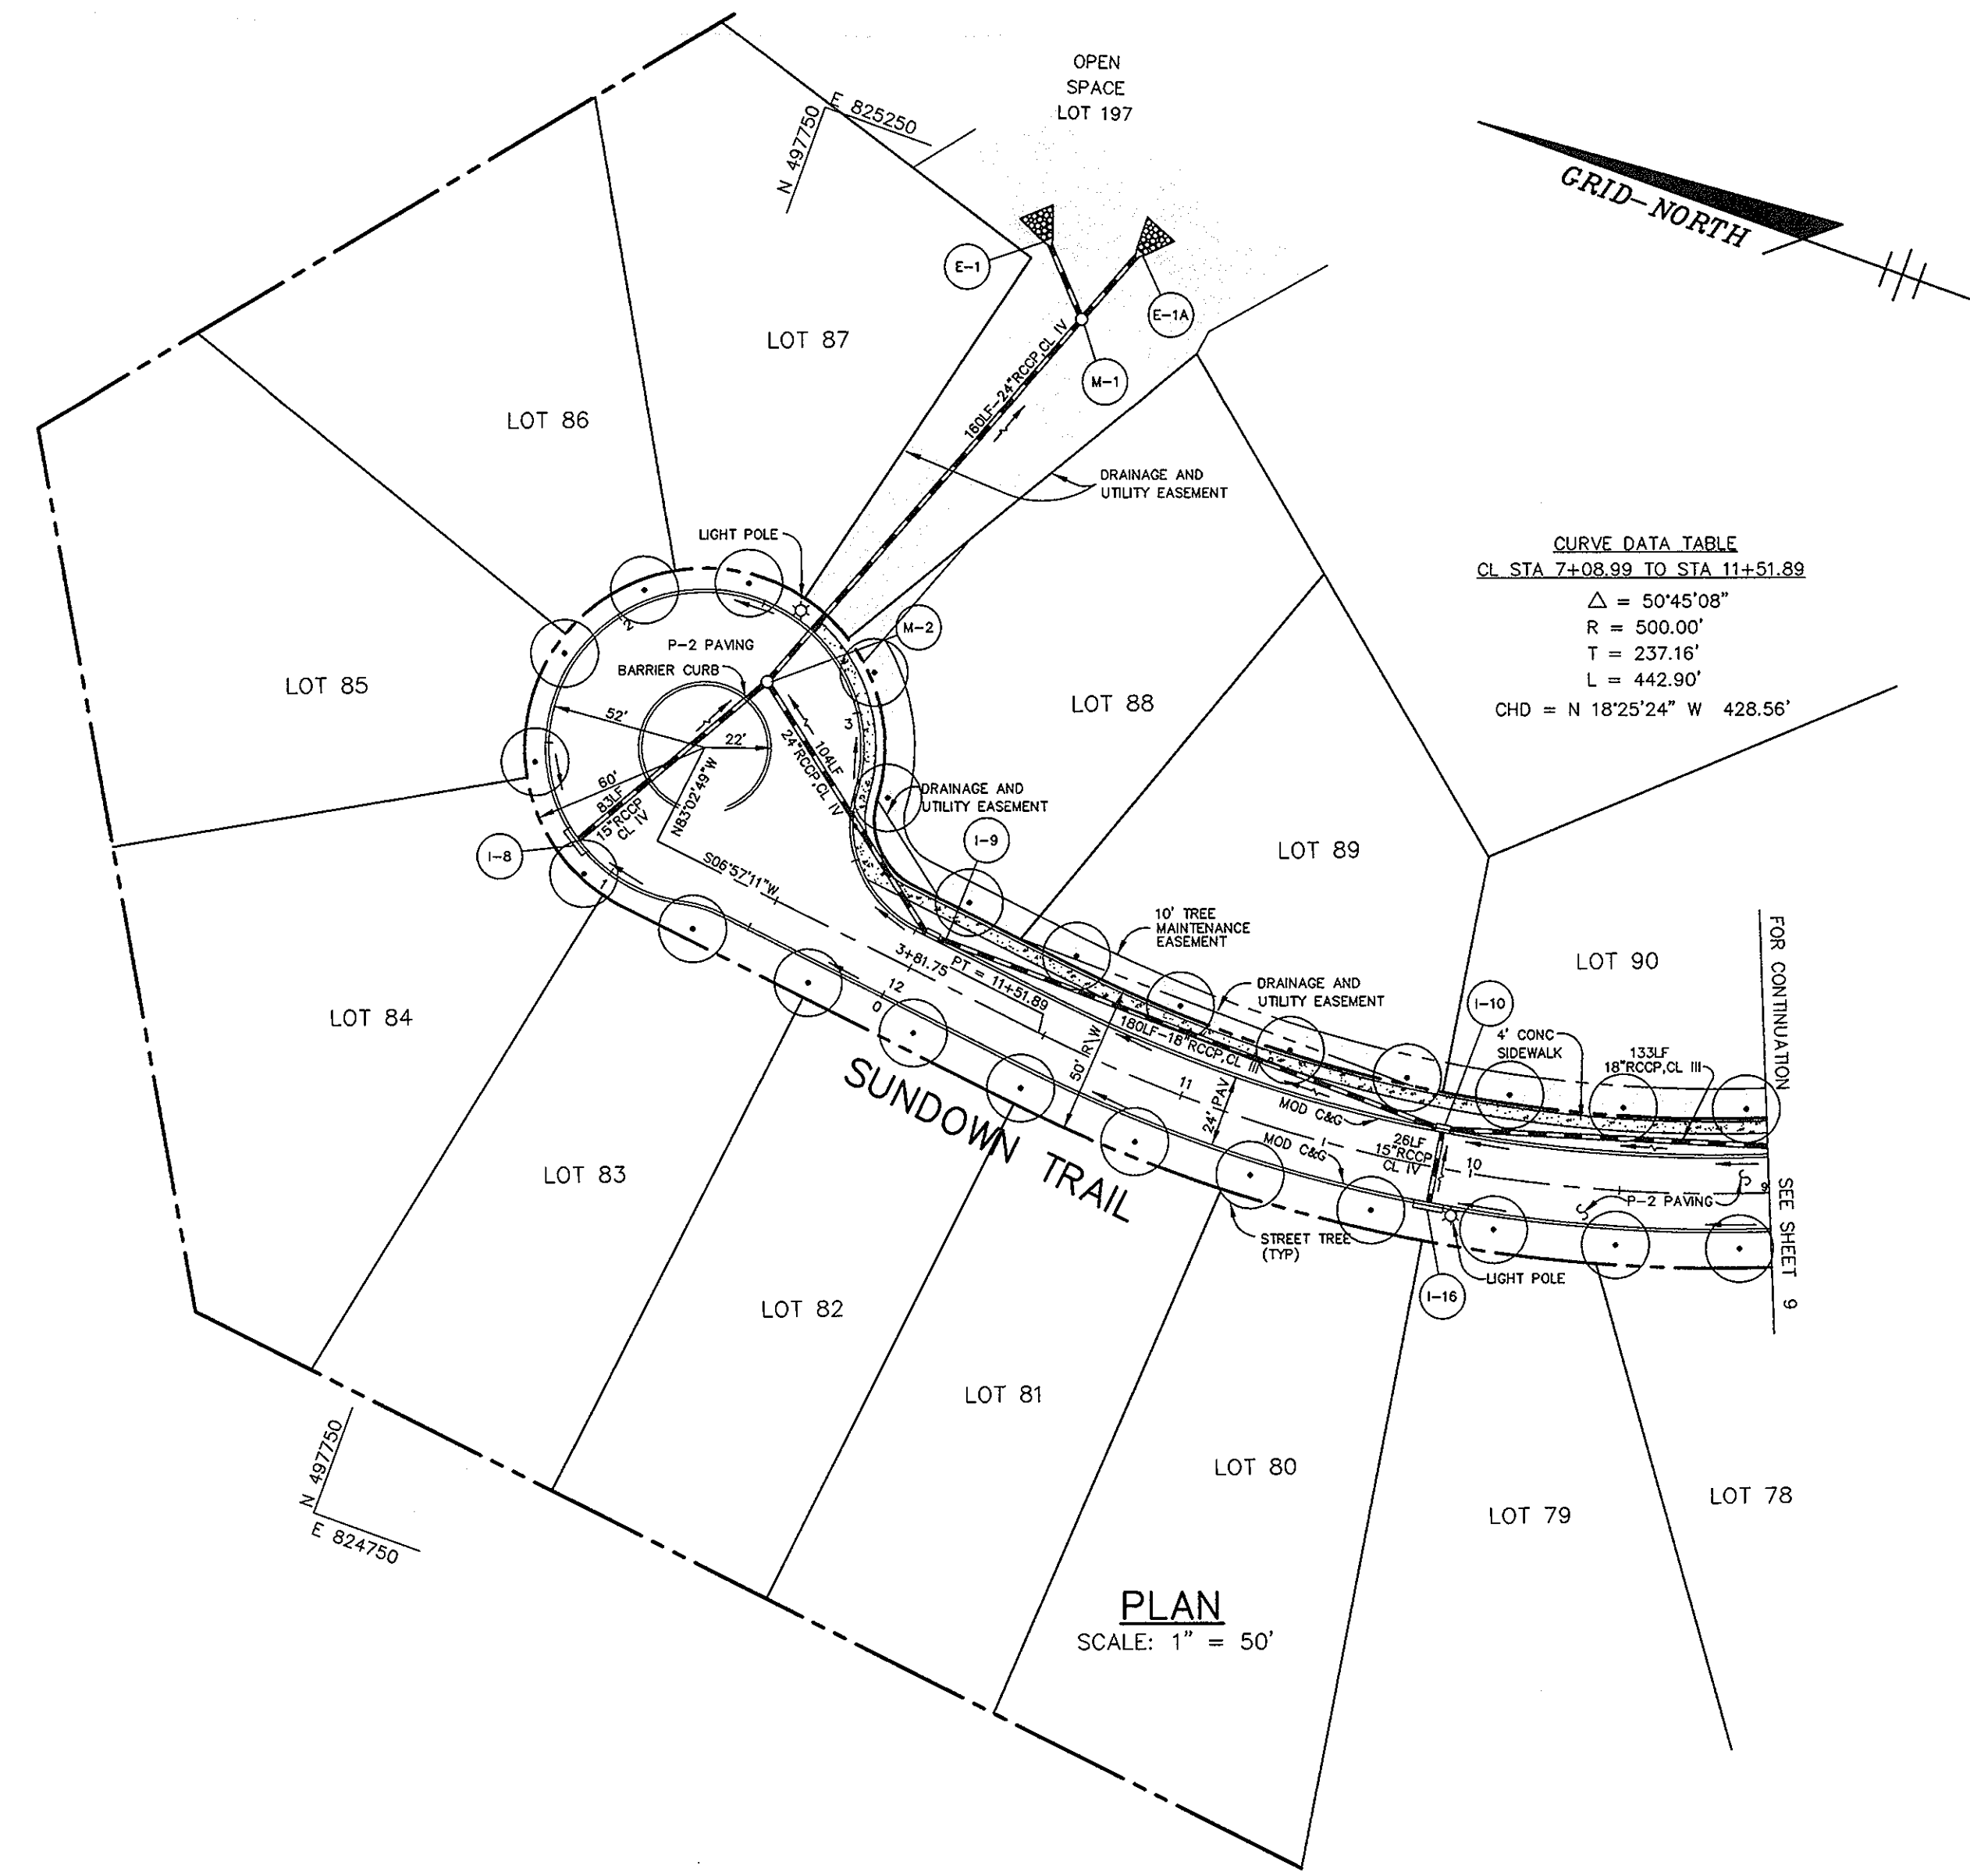 OPEN
SPACE
LOT 197
E 825250
N 497750
GRID-NORTH
E-1
E-1A
M-1
LOT 87
LOT 86
160LF-24"RCCP,CL IV
DRAINAGE AND
UTILITY EASEMENT
LIGHT POLE
M-2
P-2 PAVING
BARRIER CURB
2
3
1
52'
22'
60'
83LF
15"RCCP
CL IV
104LF
24"RCCP,CL IV
N83°02'49"W
S06°57'11"W
LOT 85
LOT 88
CURVE DATA TABLE
CL STA 7+08.99 TO STA 11+51.89
△ = 50°45'08"
R = 500.00'
T = 237.16'
L = 442.90'
CHD = N 18°25'24" W 428.56'
DRAINAGE AND
UTILITY EASEMENT
I-8
I-9
LOT 89
10' TREE
MAINTENANCE
EASEMENT
LOT 90
FOR CONTINUATION
SEE SHEET 9
3+81.75
PT = 11+51.89
12
0
DRAINAGE AND
UTILITY EASEMENT
I-10
4' CONC
SIDEWALK
133LF
18"RCCP,CL III
LOT 84
180LF-18"RCCP,CL III
50' R\W
11
24' PAV
MOD C&G
MOD C&G
26LF
15"RCCP
CL IV
10
9
P-2 PAVING
SUNDOWN TRAIL
STREET TREE
(TYP)
LIGHT POLE
I-16
LOT 83
LOT 82
LOT 81
LOT 80
LOT 79
LOT 78
N 497750
E 824750
PLAN
SCALE: 1" = 50'